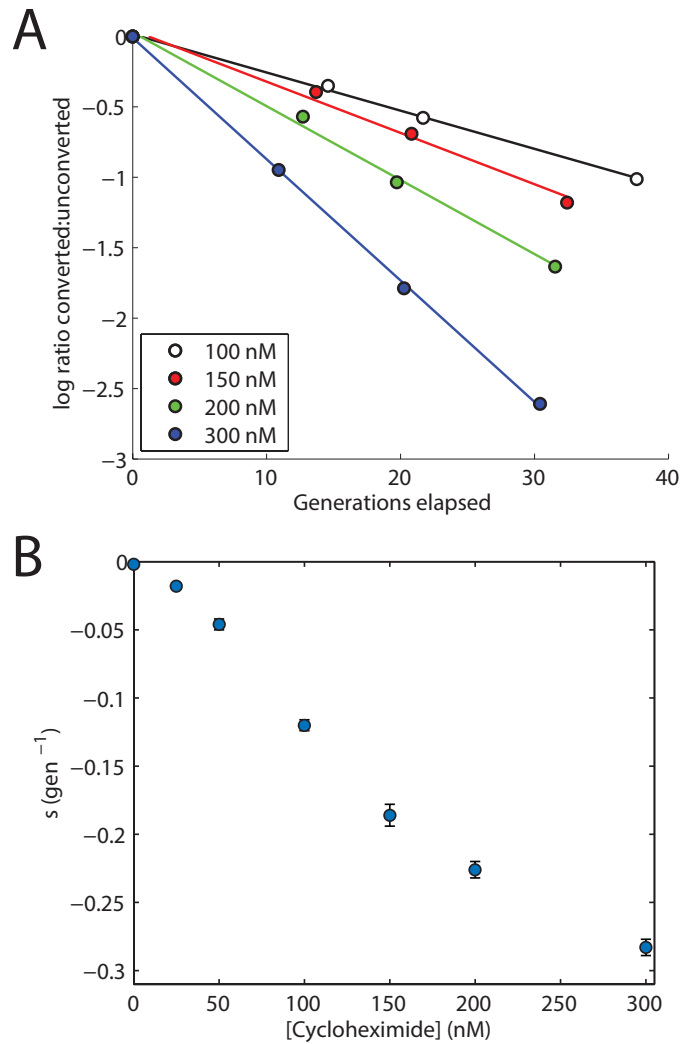 A
0
−0.5
−1
−1.5
−2
−2.5
−3
log ratio converted:unconverted
100 nM
150 nM
200 nM
300 nM
0 10 20 30 40
Generations elapsed
B
0
−0.05
−0.1
−0.15
−0.2
−0.25
−0.3
s (gen ⁻¹)
0 50 100 150 200 250 300
[Cycloheximide] (nM)